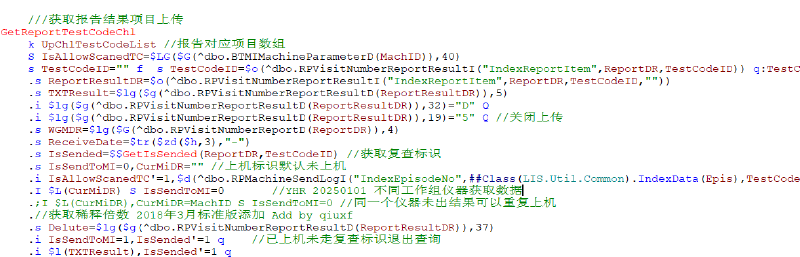 ///获取报告结果项目上传
GetReportTestCodeChl
k UpChlTestCodeList //报告对应项目数组
S IsAllowScanedTC=$LG($G(^dbo.BTMIMachineParameterD(MachID)),40)
s TestCodeID="" f  s TestCodeID=$o(^dbo.RPVisitNumberReportResultI("IndexReportItem",ReportDR,TestCodeID)) q:TestC
.s ReportResultDR=$o(^dbo.RPVisitNumberReportResultI("IndexReportItem",ReportDR,TestCodeID,""))
.s TXTResult=$lg($g(^dbo.RPVisitNumberReportResultD(ReportResultDR)),5)
.i $lg($g(^dbo.RPVisitNumberReportResultD(ReportResultDR)),32)="D" Q
.i $lg($g(^dbo.RPVisitNumberReportResultD(ReportResultDR)),19)="5" Q //关闭上传
.s WGMDR=$lg($G(^dbo.RPVisitNumberReportD(ReportDR)),4)
.s ReceiveDate=$tr($zd($h,3),"-")
.s IsSended=$$GetIsSended(ReportDR,TestCodeID) //获取复查标识
.s IsSendToMI=0,CurMiDR="" //上机标识默认未上机
.i IsAllowScanedTC'=1,$d(^dbo.RPMachineSendLogI("IndexEpisodeNo",##Class(LIS.Util.Common).IndexData(Epis),TestCode
.I $L(CurMiDR) S IsSendToMI=0 //YHR 20250101 不同工作组仪器获取数据
.;I $L(CurMiDR),CurMiDR=MachID S IsSendToMI=0 //同一个仪器未出结果可以重复上机
.//获取稀释倍数 2018年3月标准版添加 Add by qiuxf
.s Delute=$lg($g(^dbo.RPVisitNumberReportResultD(ReportResultDR)),37)
.i IsSendToMI=1,IsSended'=1 q //已上机未走复查标识退出查询
.i $l(TXTResult),IsSended'=1 q